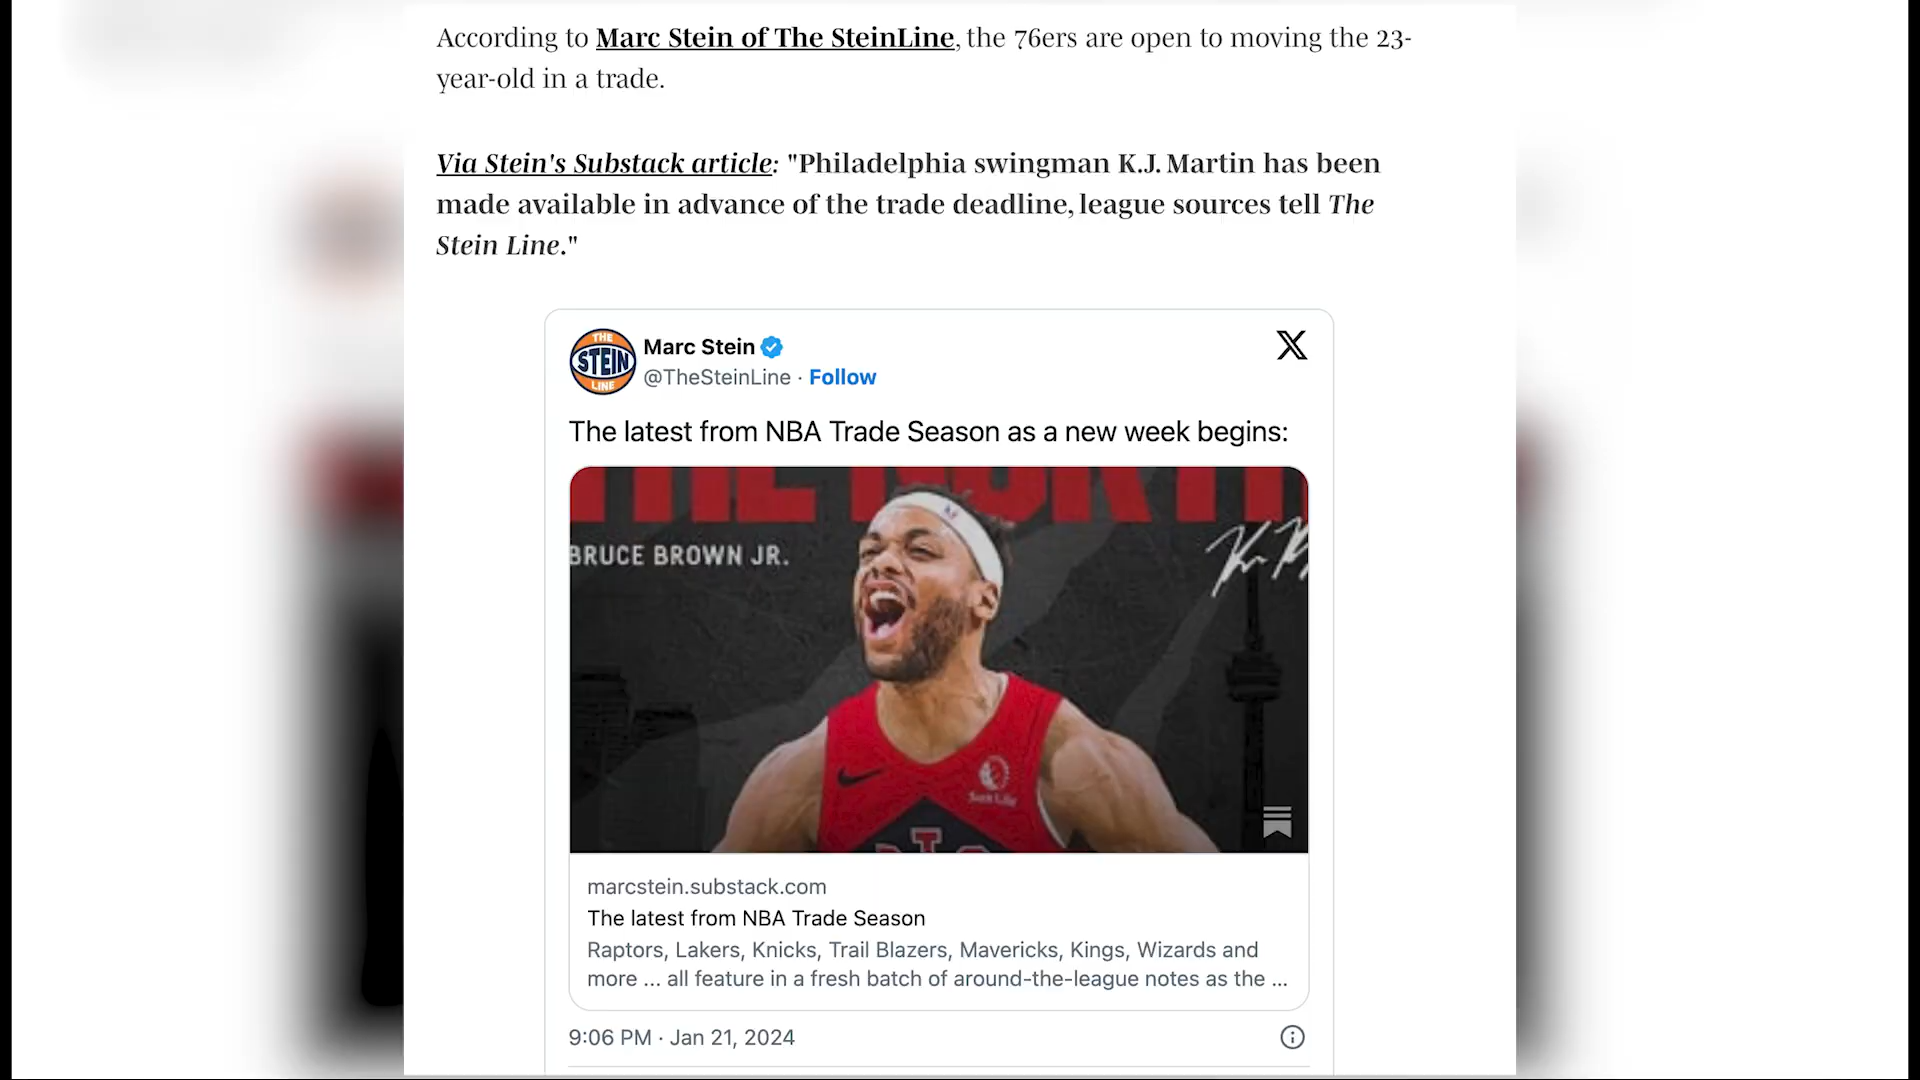 According to Marc Stein of The SteinLine, the 76ers are open to moving the 23-
year-old in a trade.
Via Stein's Substack article: "Philadelphia swingman K.J. Martin has been
made available in advance of the trade deadline, league sources tell The
Stein Line."
THE
STEIN
LINE
Marc Stein
@TheSteinLine · Follow
The latest from NBA Trade Season as a new week begins:
THE NORTH
BRUCE BROWN JR.
Sun Life
marcstein.substack.com
The latest from NBA Trade Season
Raptors, Lakers, Knicks, Trail Blazers, Mavericks, Kings, Wizards and
more ... all feature in a fresh batch of around-the-league notes as the ...
9:06 PM · Jan 21, 2024